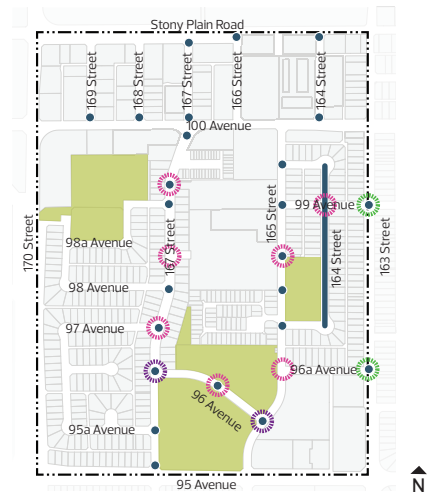 Stony Plain Road
169 Street
168 Street
167 Street
166 Street
164 Street
100 Avenue
99 Avenue
165 Street
164 Street
163 Street
170 Street
167 Street
98a Avenue
98 Avenue
97 Avenue
96a Avenue
96 Avenue
95a Avenue
95 Avenue
N